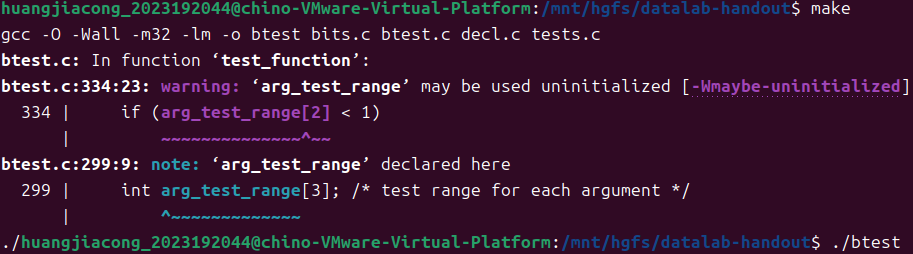 huangjiacong_2023192044@chino-VMware-Virtual-Platform:/mnt/hgfs/datalab-handout$ make
gcc -O -Wall -m32 -lm -o btest bits.c btest.c decl.c tests.c
btest.c: In function ‘test_function’:
btest.c:334:23: warning: ‘arg_test_range’ may be used uninitialized [-Wmaybe-uninitialized]
  334 |     if (arg_test_range[2] < 1)
      |         ~~~~~~~~~~~~~~^~~
btest.c:299:9: note: ‘arg_test_range’ declared here
  299 |     int arg_test_range[3]; /* test range for each argument */
      |         ^~~~~~~~~~~~~~
./huangjiacong_2023192044@chino-VMware-Virtual-Platform:/mnt/hgfs/datalab-handout$ ./btest